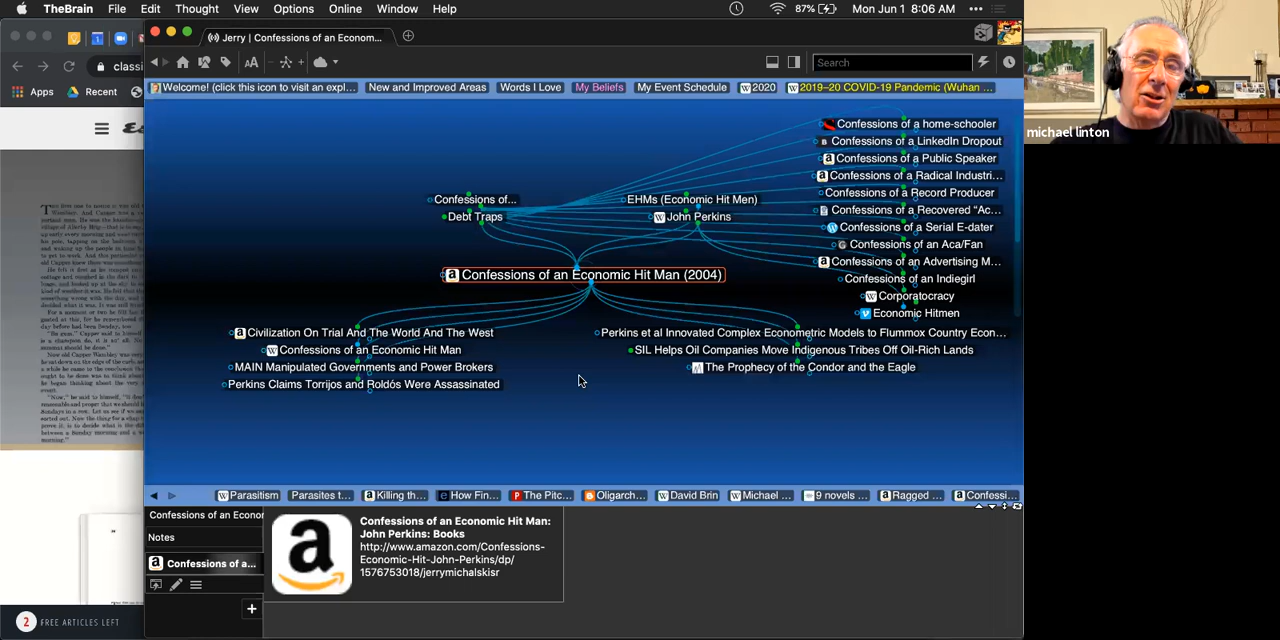 TheBrain File Edit Thought View Options Online Window Help 87% Mon Jun 1 8:06 AM
Jerry | Confessions of an Econom...
classi
Apps Recent
Search
Welcome! (click this icon to visit an expl... New and Improved Areas Words I Love My Beliefs My Event Schedule 2020 2019–20 COVID-19 Pandemic (Wuhan ...
michael linton
Confessions of a home-schooler
Confessions of a LinkedIn Dropout
Confessions of a Public Speaker
Confessions of a Radical Industri...
Confessions of a Record Producer
Confessions of a Recovered “Ac...
Confessions of a Serial E-dater
Confessions of an Aca/Fan
Confessions of an Advertising M...
Confessions of an Indiegirl
Corporatocracy
Economic Hitmen
Confessions of...
Debt Traps
EHMs (Economic Hit Men)
John Perkins
Confessions of an Economic Hit Man (2004)
Civilization On Trial And The World And The West
Confessions of an Economic Hit Man
MAIN Manipulated Governments and Power Brokers
Perkins Claims Torrijos and Roldós Were Assassinated
Perkins et al Innovated Complex Econometric Models to Flummox Country Econ...
SIL Helps Oil Companies Move Indigenous Tribes Off Oil-Rich Lands
The Prophecy of the Condor and the Eagle
Parasitism Parasites t... Killing th... How Fin... The Pitc... Oligarch... David Brin Michael ... 9 novels ... Ragged ... Confessi...
Confessions of an Econor
Notes
Confessions of a...
Confessions of an Economic Hit Man:
John Perkins: Books
http://www.amazon.com/Confessions-
Economic-Hit-John-Perkins/dp/
1576753018/jerrymichalskisr
2 FREE ARTICLES LEFT